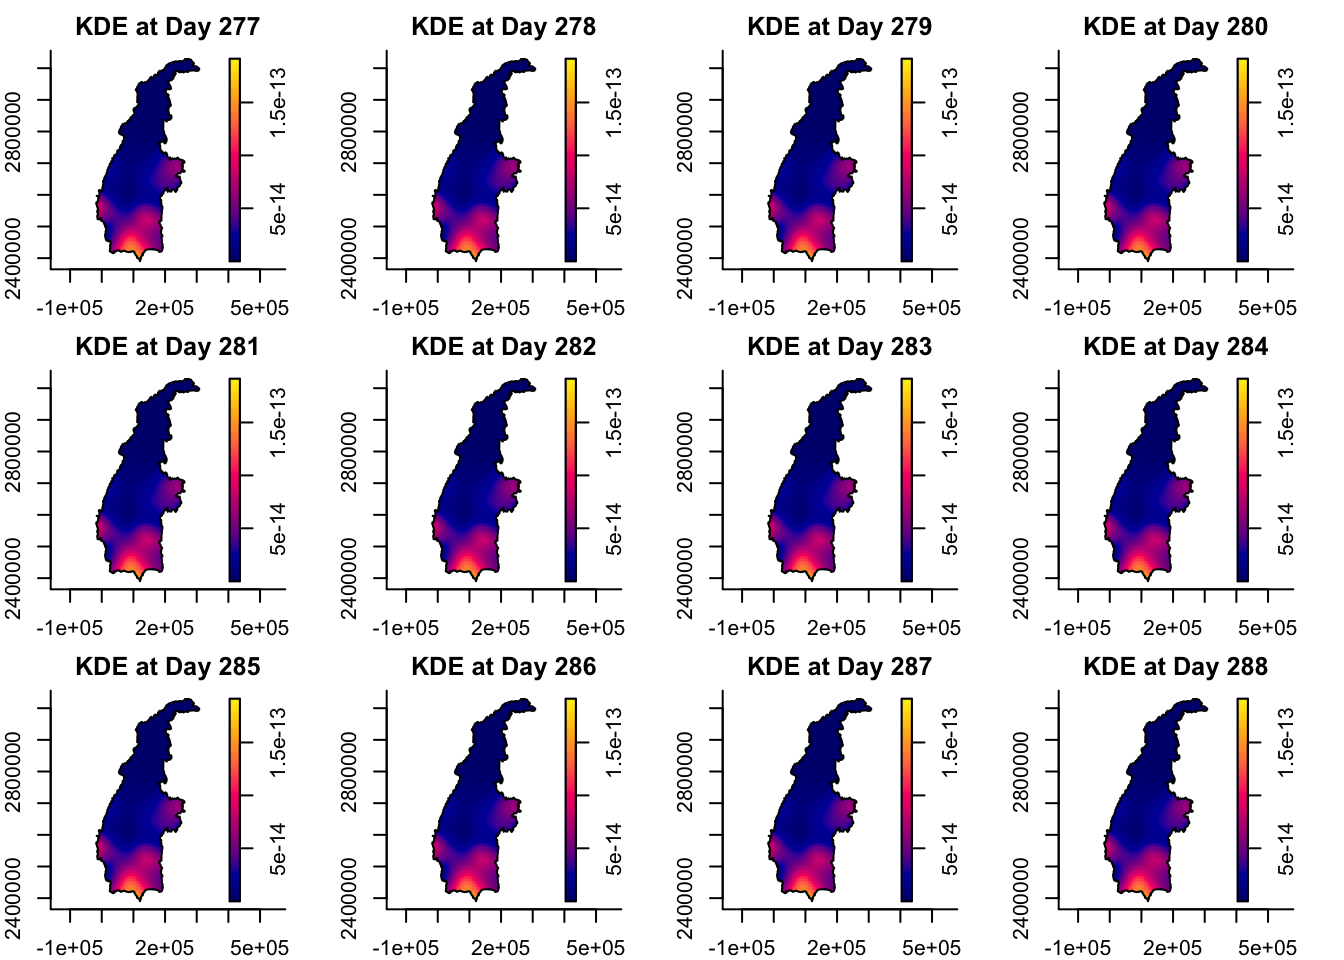 KDE at Day 277
2400000 2800000
5e-14 1.5e-13
-1e+05 2e+05 5e+05
KDE at Day 278
2400000 2800000
5e-14 1.5e-13
-1e+05 2e+05 5e+05
KDE at Day 279
2400000 2800000
5e-14 1.5e-13
-1e+05 2e+05 5e+05
KDE at Day 280
2400000 2800000
5e-14 1.5e-13
-1e+05 2e+05 5e+05
KDE at Day 281
2400000 2800000
5e-14 1.5e-13
-1e+05 2e+05 5e+05
KDE at Day 282
2400000 2800000
5e-14 1.5e-13
-1e+05 2e+05 5e+05
KDE at Day 283
2400000 2800000
5e-14 1.5e-13
-1e+05 2e+05 5e+05
KDE at Day 284
2400000 2800000
5e-14 1.5e-13
-1e+05 2e+05 5e+05
KDE at Day 285
2400000 2800000
5e-14 1.5e-13
-1e+05 2e+05 5e+05
KDE at Day 286
2400000 2800000
5e-14 1.5e-13
-1e+05 2e+05 5e+05
KDE at Day 287
2400000 2800000
5e-14 1.5e-13
-1e+05 2e+05 5e+05
KDE at Day 288
2400000 2800000
5e-14 1.5e-13
-1e+05 2e+05 5e+05